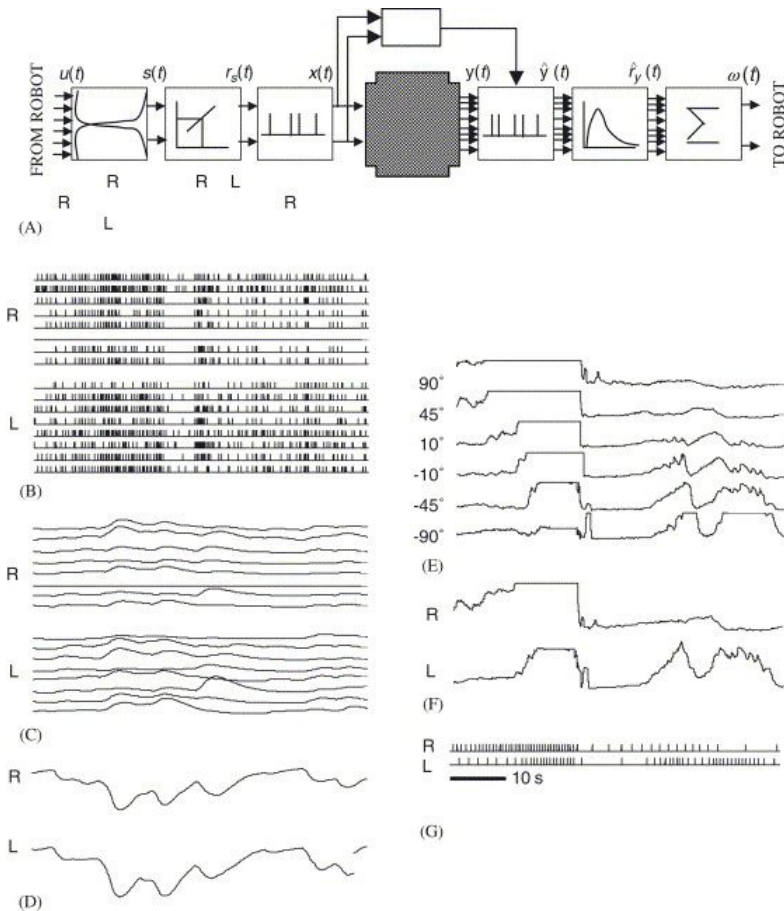 u(t) s(t) r_s(t) x(t) y(t) ŷ(t) r̂_y(t) ω(t)
FROM ROBOT
TO ROBOT
R R L
R R
L
(A)
R
L
(B)
R
L
(C)
R
L
(D)
90°
45°
10°
-10°
-45°
-90°
(E)
R
L
(F)
R
L
10 s
(G)